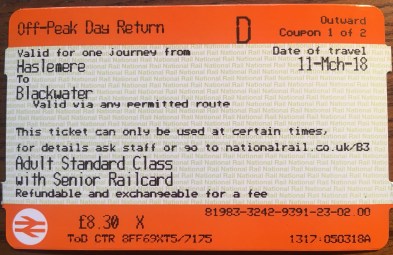 Off-Peak Day Return D Outward
Coupon 1 of 2
Valid for one journey from Date of travel
Haslemere 11-Mch-18
To
Blackwater
Valid via any permitted route
This ticket can only be used at certain times,
for details ask staff or go to nationalrail.co.uk/B3
Adult Standard Class
with Senior Railcard
Refundable and exchangeable for a fee
81983-3242-9391-23-02.00
£8.30 X
ToD CTR 8FF69XT5/7175 1317:050318A